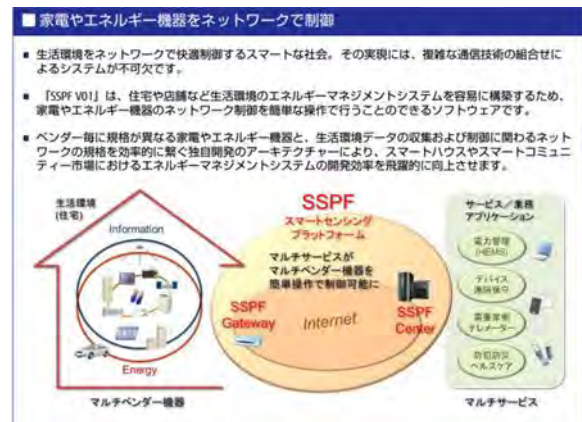 ■ 家電やエネルギー機器をネットワークで制御
■ 生活環境をネットワークで快適制御するスマートな社会。その実現には、複雑な通信技術の組合せに
よるシステムが不可欠です。
■ 「SSPF V01」は、住宅や店舗など生活環境のエネルギーマネジメントシステムを容易に構築するため、
家電やエネルギー機器のネットワーク制御を簡単な操作で行うことのできるソフトウェアです。
■ ベンダー毎に規格が異なる家電やエネルギー機器と、生活環境データの収集および制御に関わるネット
ワークの規格を効率的に繋ぐ独自開発のアーキテクチャーにより、スマートハウスやスマートコミュニ
ティー市場におけるエネルギーマネジメントシステムの開発効率を飛躍的に向上させます。
生活環境
(住宅)
Information
Energy
マルチベンダー機器
SSPF
スマートセンシング
プラットフォーム
マルチサービスが
マルチベンダー機器を
簡単操作で制御可能に
SSPF
Gateway
Internet
SSPF
Center
サービス／業務
アプリケーション
電力管理
(HEMS)
デバイス
遠隔保守
テレメーター
防犯防災
ヘルスケア
マルチサービス